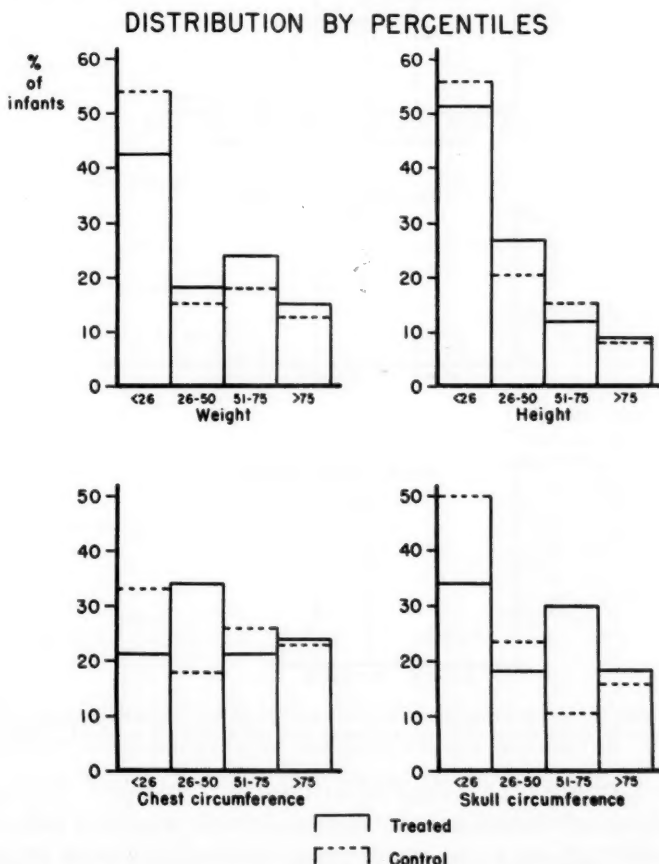 DISTRIBUTION BY PERCENTILES
%
of
infants
60
50
40
30
20
10
0
<26 26-50 51-75 >75
Weight
60
50
40
30
20
10
0
<26 26-50 51-75 >75
Height
50
40
30
20
10
0
<26 26-50 51-75 >75
Chest circumference
50
40
30
20
10
0
<26 26-50 51-75 >75
Skull circumference
Treated
Control